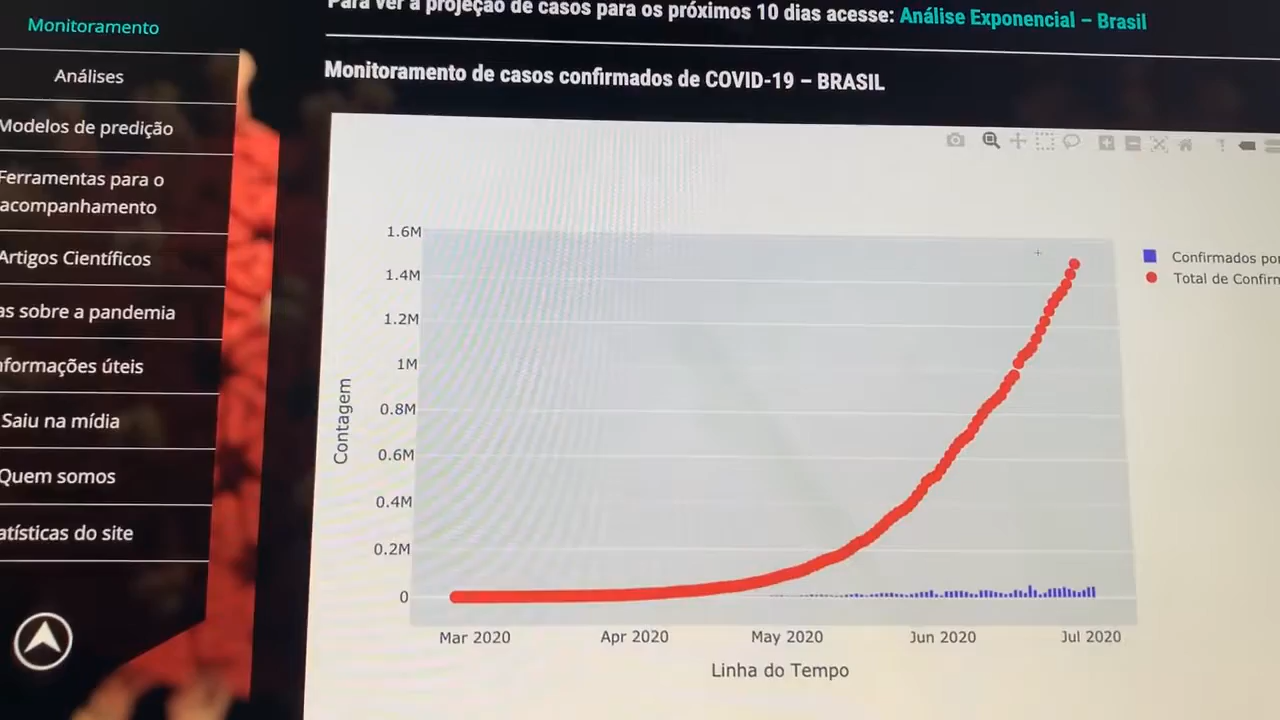 Para ver a projeção de casos para os próximos 10 dias acesse: Análise Exponencial – Brasil
Monitoramento
Análises
Modelos de predição
Ferramentas para o
acompanhamento
Artigos Científicos
as sobre a pandemia
nformações úteis
Saiu na mídia
Quem somos
atísticas do site
Monitoramento de casos confirmados de COVID-19 – BRASIL
1.6M
1.4M
1.2M
1M
0.8M
0.6M
0.4M
0.2M
0
Contagem
Mar 2020 Apr 2020 May 2020 Jun 2020 Jul 2020
Linha do Tempo
Confirmados por
Total de Confirm